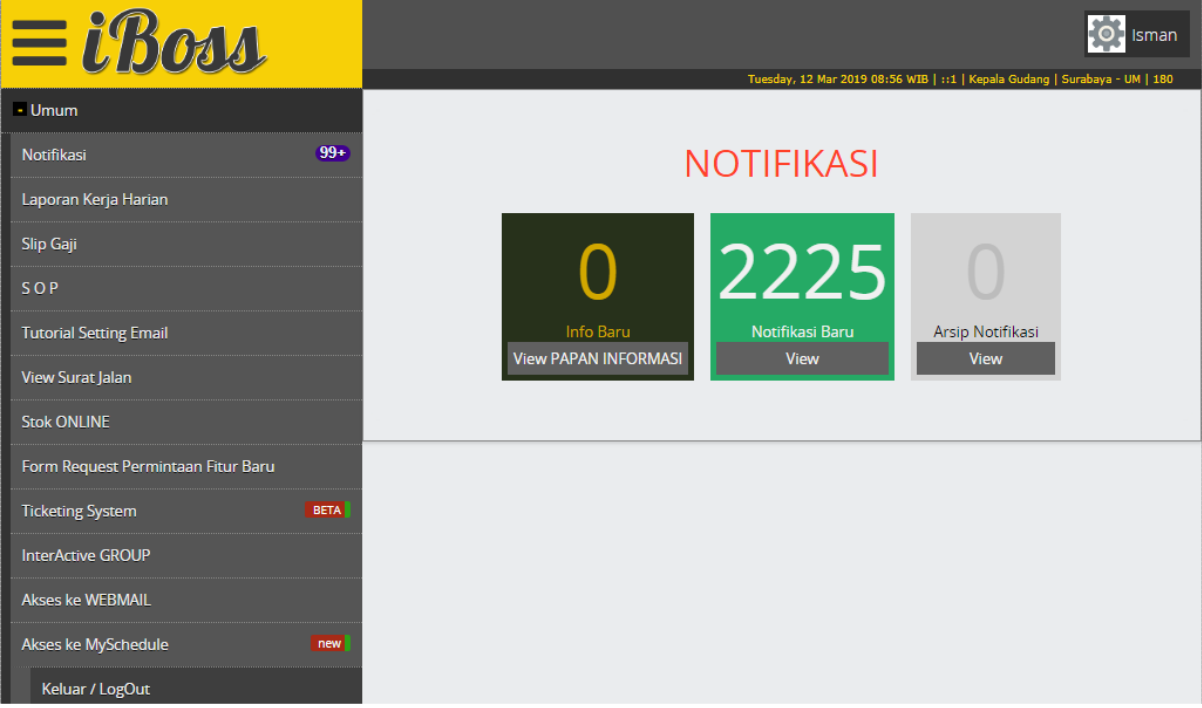 iBoss
Isman
Tuesday, 12 Mar 2019 08:56 WIB | ::1 | Kepala Gudang | Surabaya - UM | 180
- Umum
Notifikasi 99+
Laporan Kerja Harian
Slip Gaji
S O P
Tutorial Setting Email
View Surat Jalan
Stok ONLINE
Form Request Permintaan Fitur Baru
Ticketing System BETA
InterActive GROUP
Akses ke WEBMAIL
Akses ke MySchedule new
Keluar / LogOut
NOTIFIKASI
0
Info Baru
View PAPAN INFORMASI
2225
Notifikasi Baru
View
0
Arsip Notifikasi
View